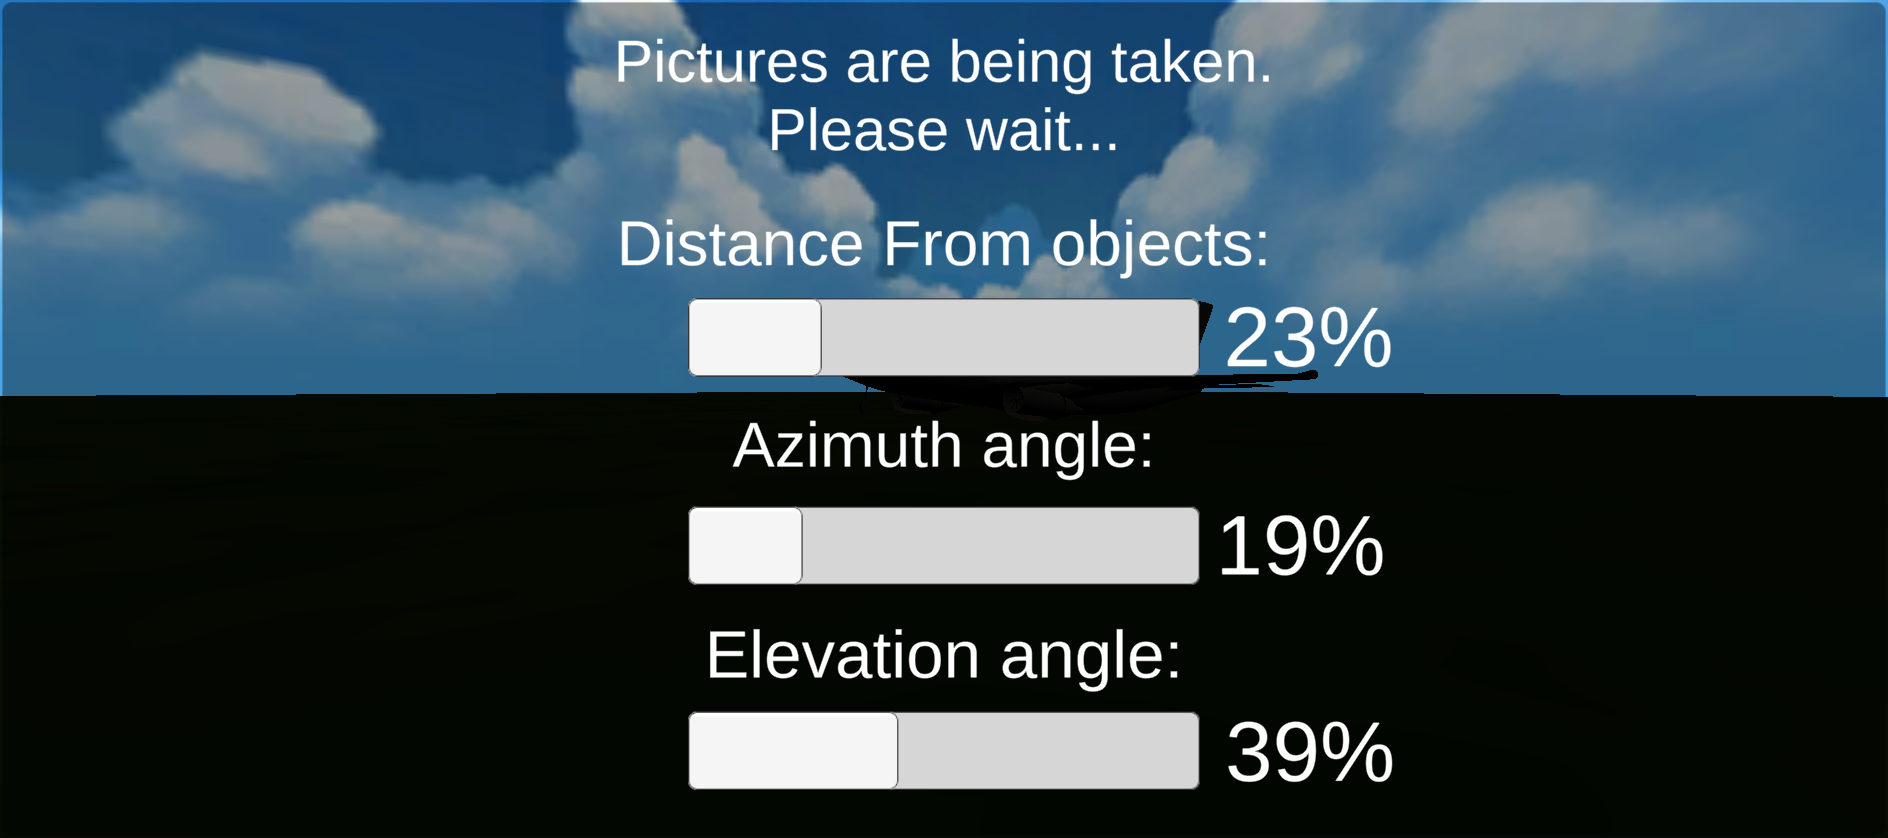 Pictures are being taken.
Please wait...
Distance From objects:
23%
Azimuth angle:
19%
Elevation angle:
39%